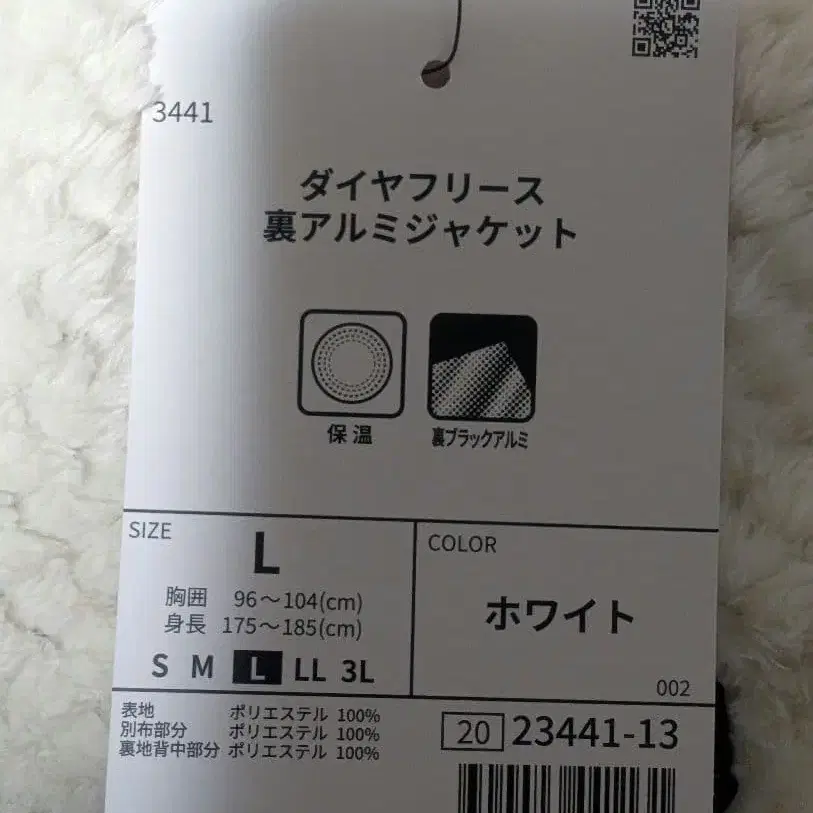 3441
ダイヤフリース
裏アルミジャケット
保温
裏ブラックアルミ
SIZE
L
胸囲 96～104(cm)
身長 175～185(cm)
S M L LL 3L
COLOR
ホワイト
002
表地 ポリエステル 100%
別布部分 ポリエステル 100%
裏地背中部分 ポリエステル 100%
20 23441-13